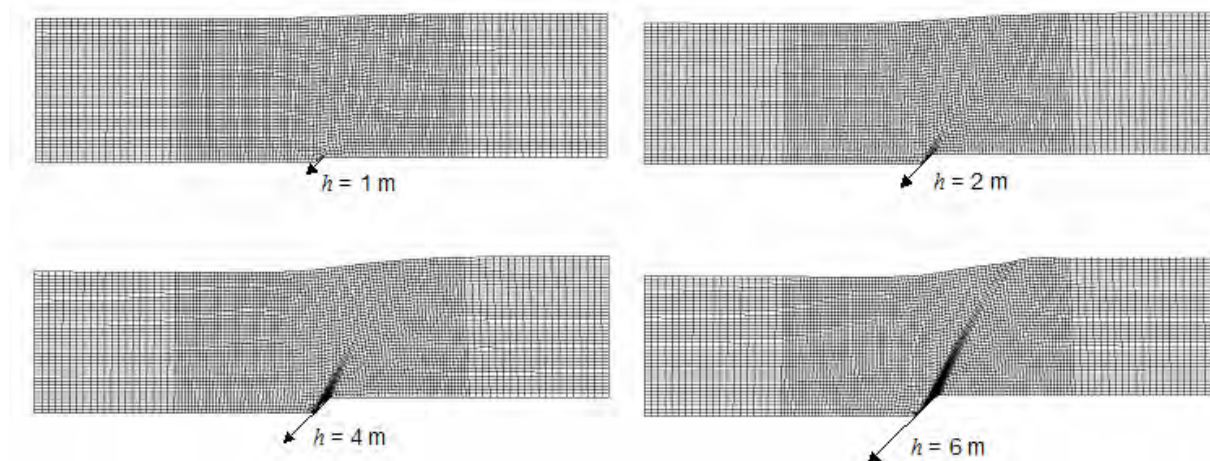 h = 1 m
h = 2 m
h = 4 m
h = 6 m